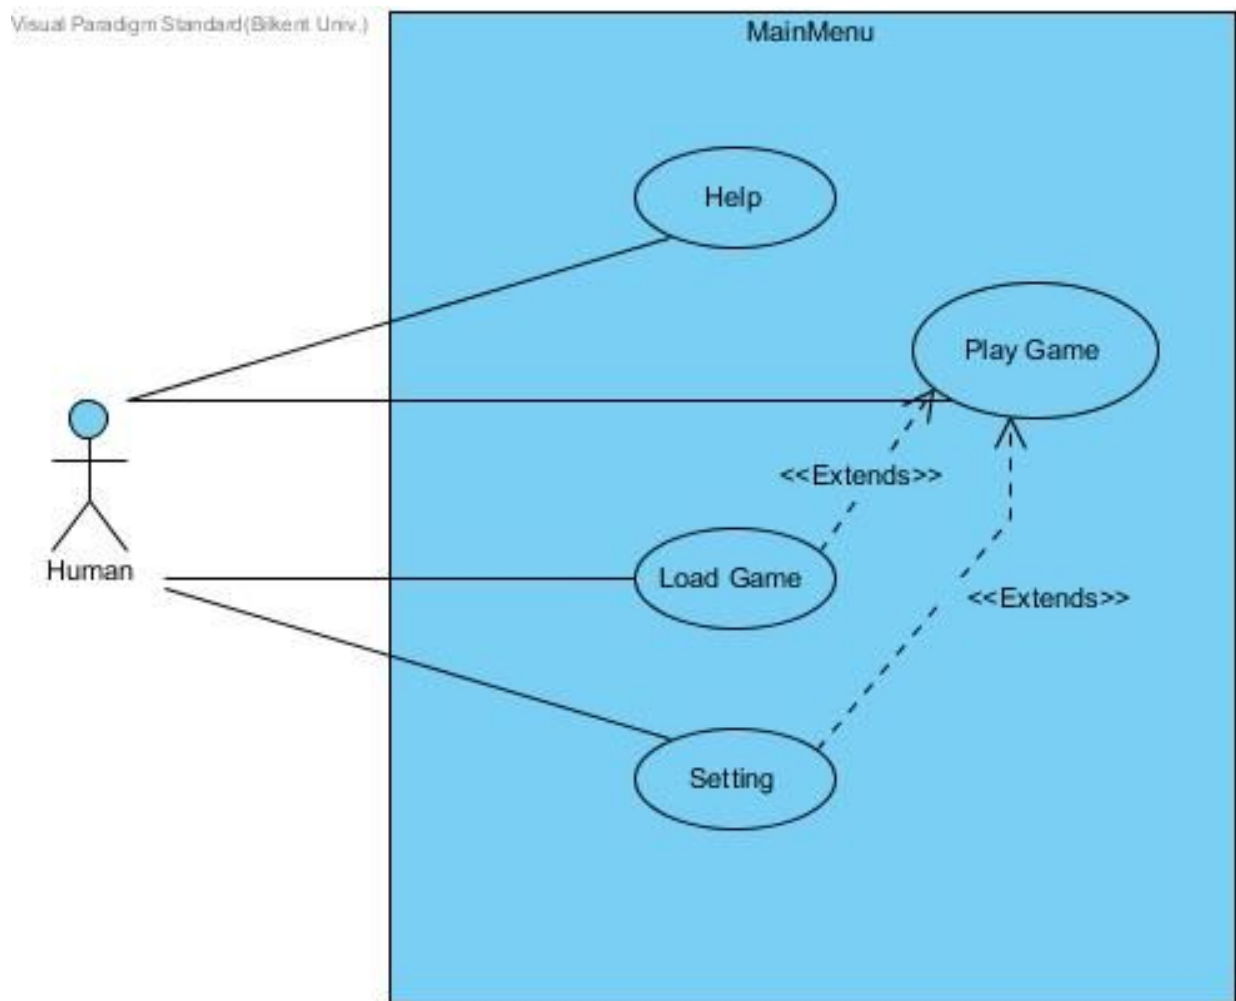 Visual Paradigm Standard(Bilkent Univ.)
MainMenu
Help
Play Game
<<Extends>>
Human
Load Game
<<Extends>>
Setting